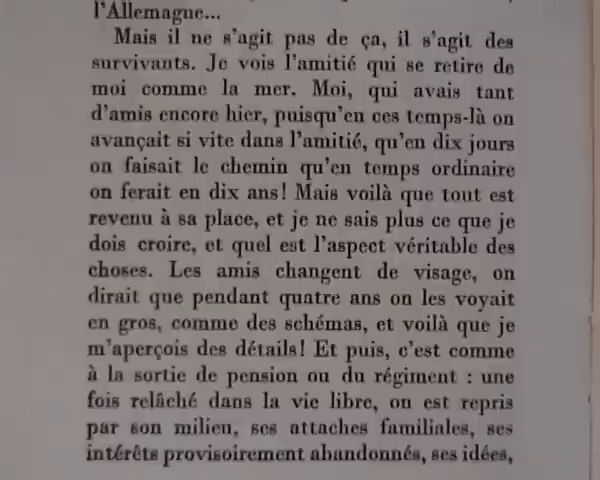 l'Allemagne...
Mais il ne s'agit pas de ça, il s'agit des
survivants. Je vois l'amitié qui se retire de
moi comme la mer. Moi, qui avais tant
d'amis encore hier, puisqu'en ces temps-là on
avançait si vite dans l'amitié, qu'en dix jours
on faisait le chemin qu'en temps ordinaire
on ferait en dix ans! Mais voilà que tout est
revenu à sa place, et je ne sais plus ce que je
dois croire, et quel est l'aspect véritable des
choses. Les amis changent de visage, on
dirait que pendant quatre ans on les voyait
en gros, comme des schémas, et voilà que je
m'aperçois des détails! Et puis, c'est comme
à la sortie de pension ou du régiment : une
fois relâché dans la vie libre, on est repris
par son milieu, ses attaches familiales, ses
intérêts provisoirement abandonnés, ses idées,